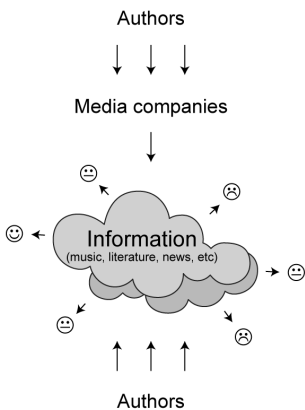 Authors
Media companies
Information
(music, literature, news, etc)
Authors